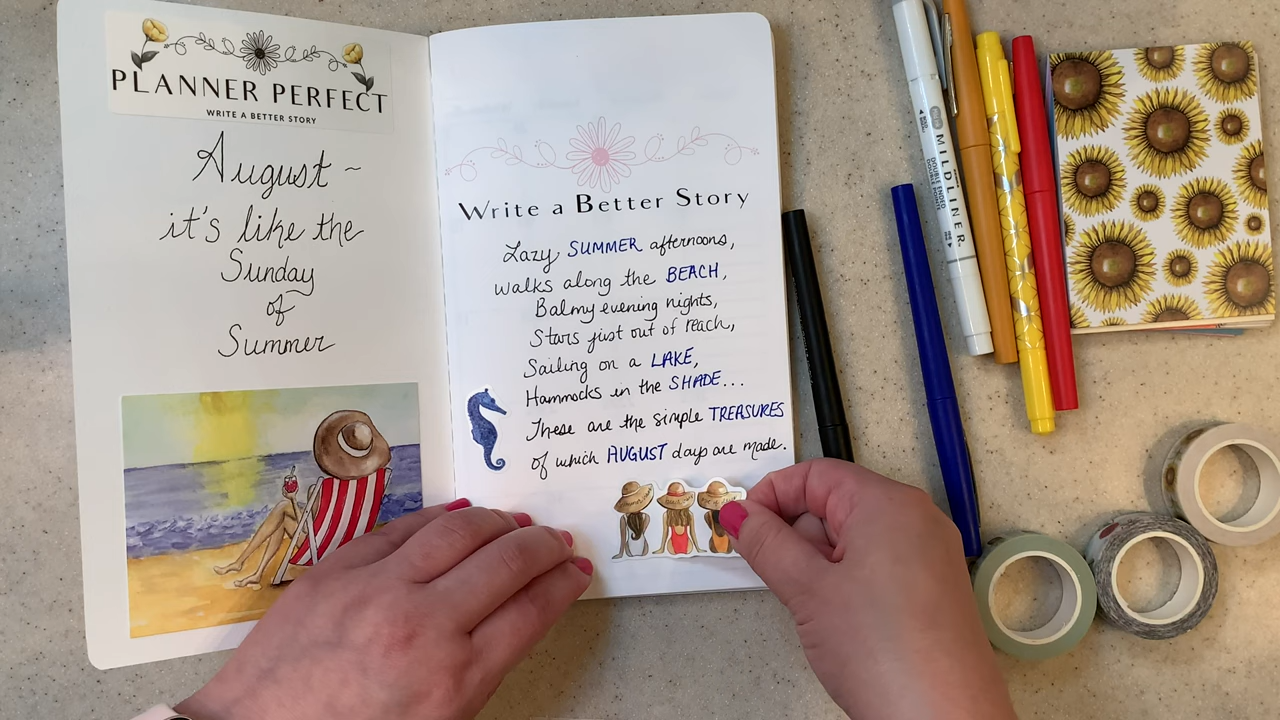 PLANNER PERFECT
WRITE A BETTER STORY
August ~
it's like the
Sunday
of
Summer
Write a Better Story
Lazy SUMMER afternoons,
walks along the BEACH,
Balmy evening nights,
Stars just out of reach,
Sailing on a LAKE,
Hammocks in the SHADE...
These are the simple TREASURES
of which AUGUST days are made.
MILDLINER
DOUBLE ENDED